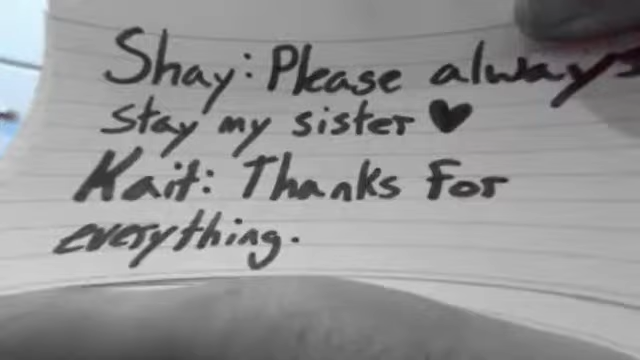 Shay: Please always
stay my sister ♥
Kait: Thanks for
everything.